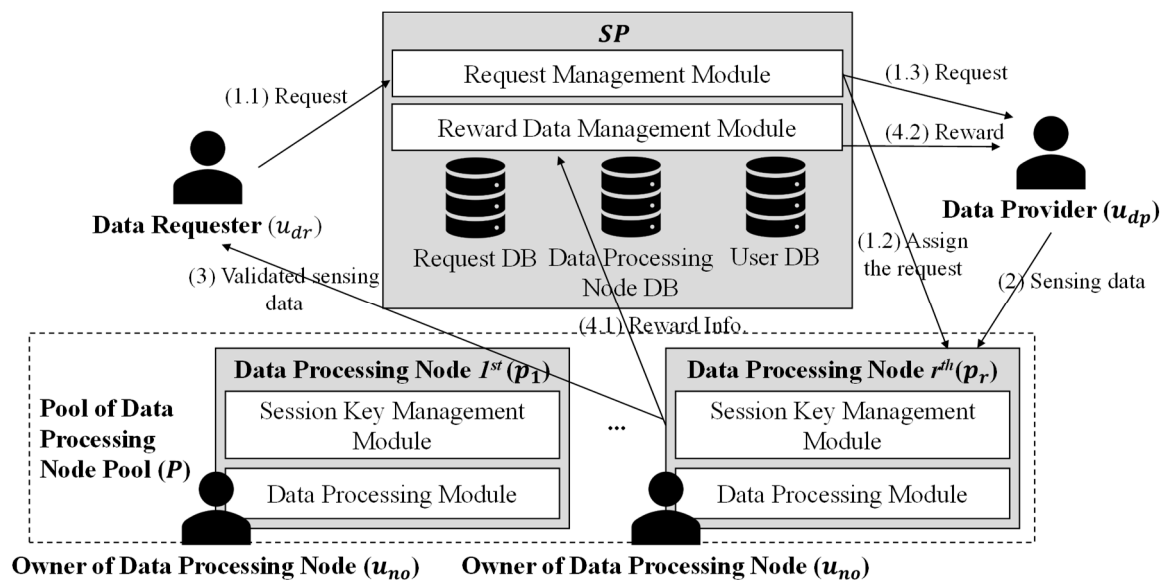 SP
Request Management Module
Reward Data Management Module
Request DB
Data Processing
Node DB
User DB
(1.1) Request
(1.3) Request
(4.2) Reward
Data Requester (u_dr)
Data Provider (u_dp)
(1.2) Assign
the request
(3) Validated sensing
data
(2) Sensing data
(4.1) Reward Info.
Pool of Data
Processing
Node Pool (P)
Data Processing Node 1st(p1)
Session Key Management
Module
Data Processing Module
...
Data Processing Node rth(pr)
Session Key Management
Module
Data Processing Module
Owner of Data Processing Node (u_no)
Owner of Data Processing Node (u_no)